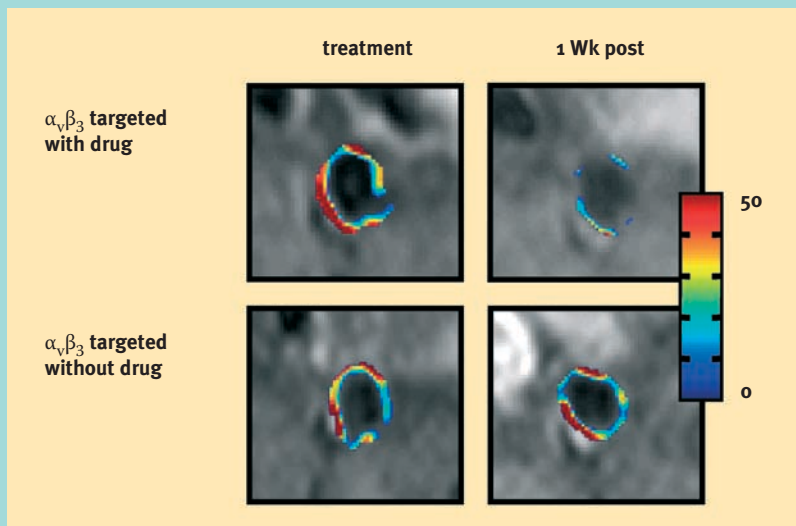 treatment
1 Wk post
αvβ3 targeted
with drug
50
αvβ3 targeted
without drug
0